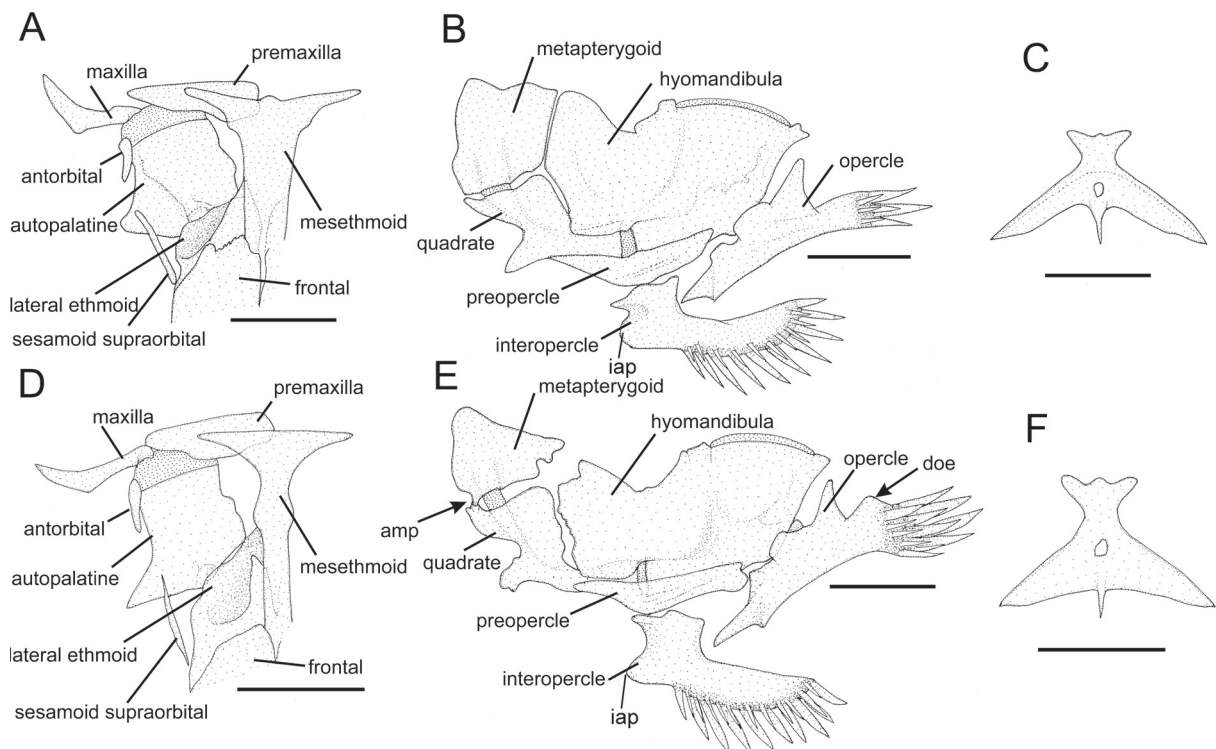 A
premaxilla
maxilla
antorbital
autopalatine
mesethmoid
lateral ethmoid
frontal
sesamoid supraorbital
B
metapterygoid
hyomandibula
opercle
quadrate
preopercle
interopercle
iap
C
D
premaxilla
maxilla
antorbital
autopalatine
mesethmoid
lateral ethmoid
frontal
sesamoid supraorbital
E
metapterygoid
hyomandibula
opercle
doe
amp
quadrate
preopercle
interopercle
iap
F